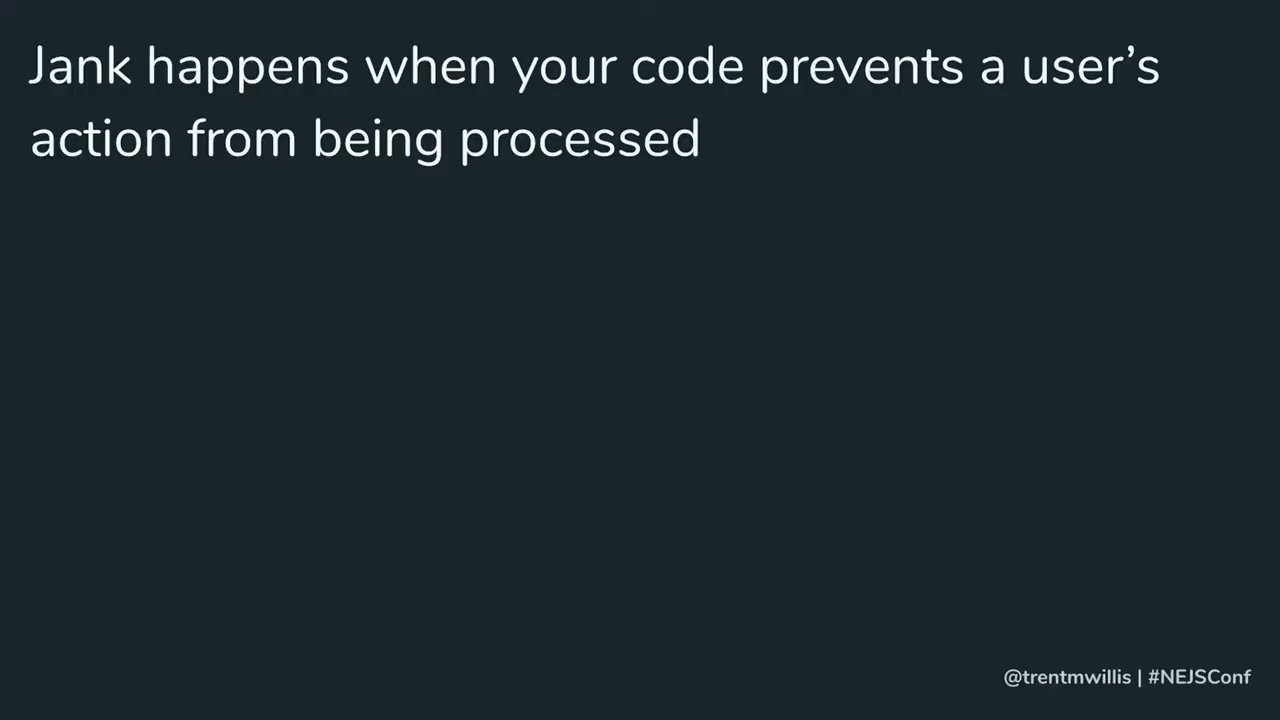 Jank happens when your code prevents a user’s
action from being processed
@trentmwillis | #NEJSConf